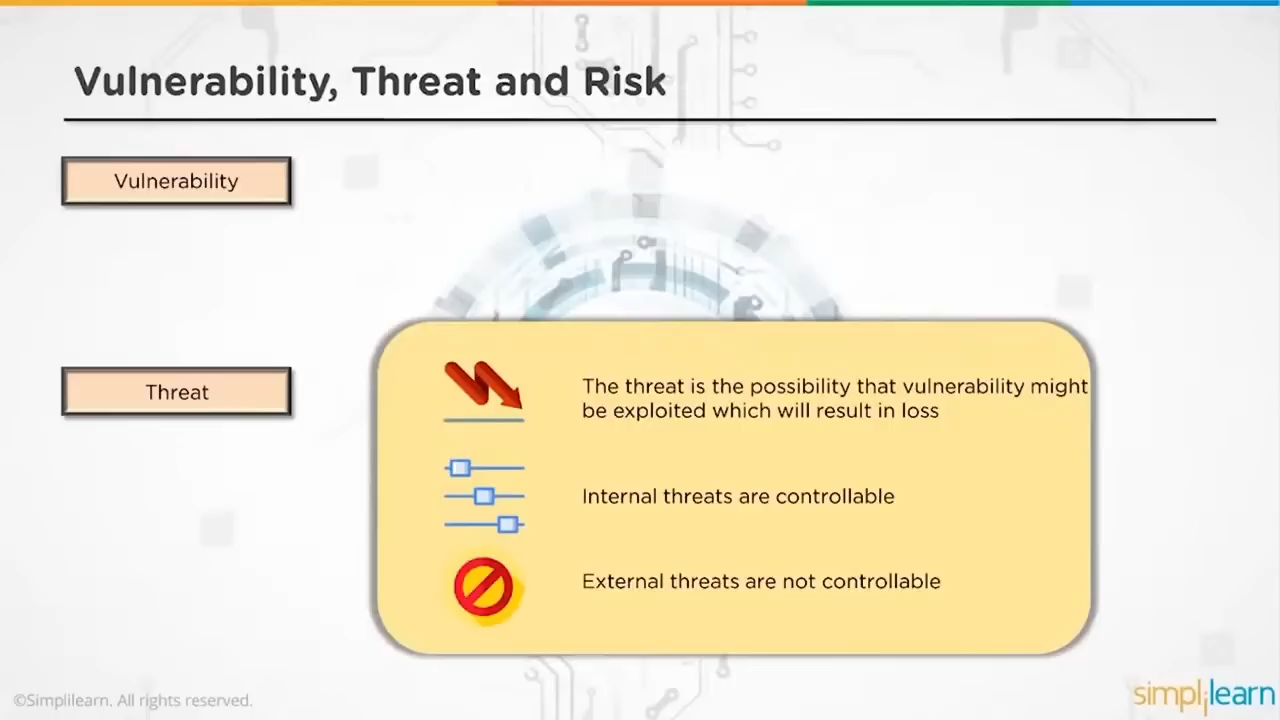 Vulnerability, Threat and Risk
Vulnerability
Threat
The threat is the possibility that vulnerability might
be exploited which will result in loss
Internal threats are controllable
External threats are not controllable
©Simplilearn. All rights reserved.
simplilearn